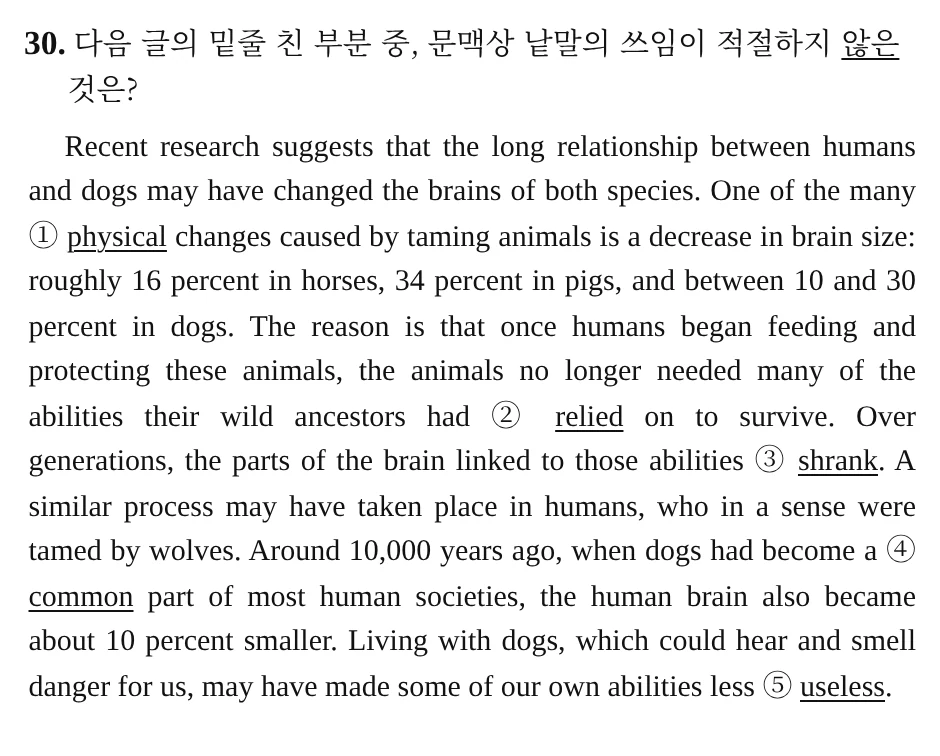 30. 다음 글의 밑줄 친 부분 중, 문맥상 낱말의 쓰임이 적절하지 않은
것은?
Recent research suggests that the long relationship between humans
and dogs may have changed the brains of both species. One of the many
① physical changes caused by taming animals is a decrease in brain size:
roughly 16 percent in horses, 34 percent in pigs, and between 10 and 30
percent in dogs. The reason is that once humans began feeding and
protecting these animals, the animals no longer needed many of the
abilities their wild ancestors had ② relied on to survive. Over
generations, the parts of the brain linked to those abilities ③ shrank. A
similar process may have taken place in humans, who in a sense were
tamed by wolves. Around 10,000 years ago, when dogs had become a ④
common part of most human societies, the human brain also became
about 10 percent smaller. Living with dogs, which could hear and smell
danger for us, may have made some of our own abilities less ⑤ useless.